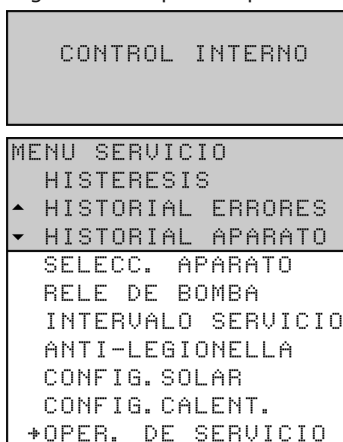 CONTROL INTERNO
MENU SERVICIO
HISTERESIS
HISTORIAL ERRORES
HISTORIAL APARATO
SELECC. APARATO
RELE DE BOMBA
INTERVALO SERVICIO
ANTI-LEGIONELLA
CONFIG.SOLAR
CONFIG.CALENT.
→OPER. DE SERVICIO